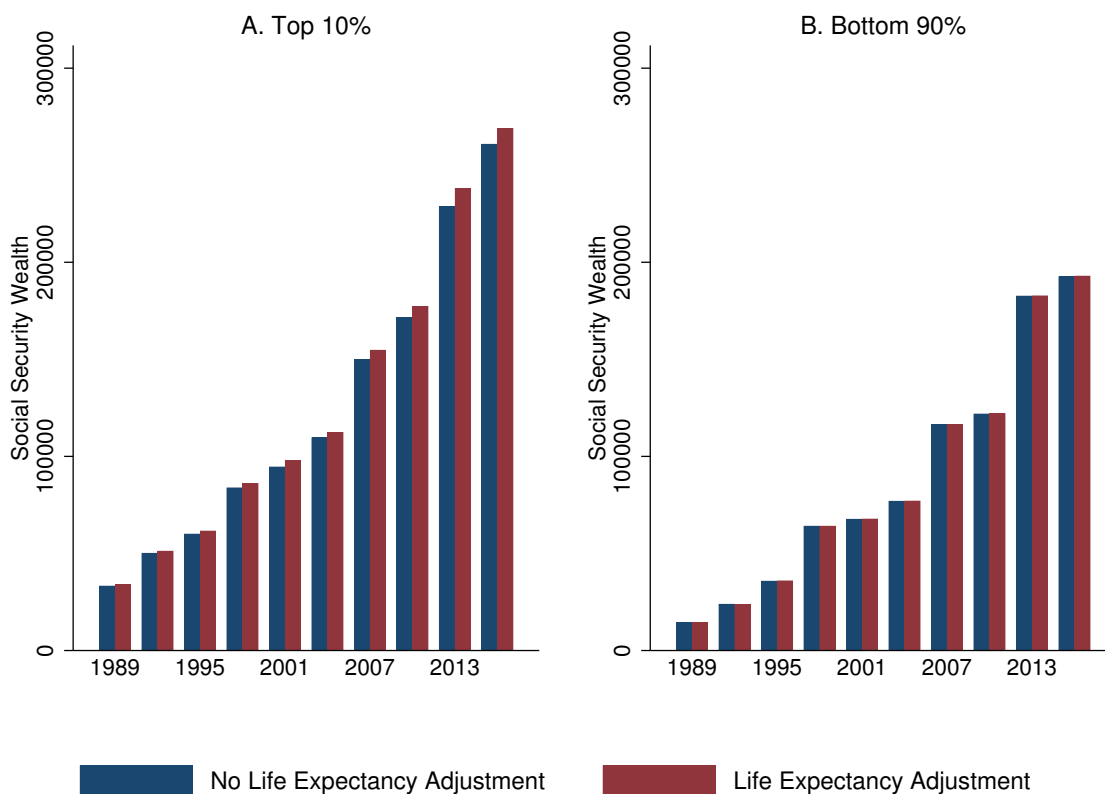 A. Top 10%
Social Security Wealth
300000
200000
100000
0
1989 1995 2001 2007 2013
B. Bottom 90%
Social Security Wealth
300000
200000
100000
0
1989 1995 2001 2007 2013
No Life Expectancy Adjustment
Life Expectancy Adjustment